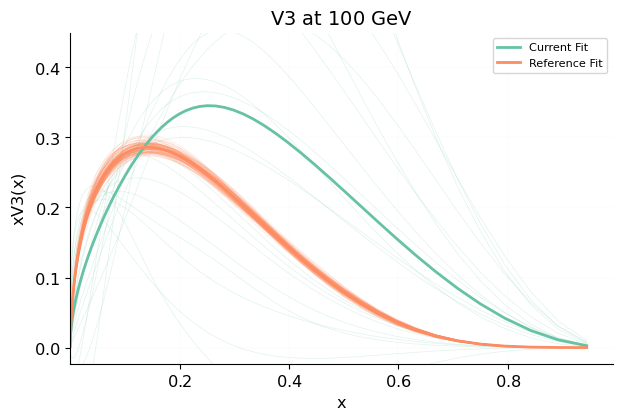 V3 at 100 GeV
Current Fit
Reference Fit
0.4
0.3
0.2
0.1
0.0
xV3(x)
0.2 0.4 0.6 0.8
x